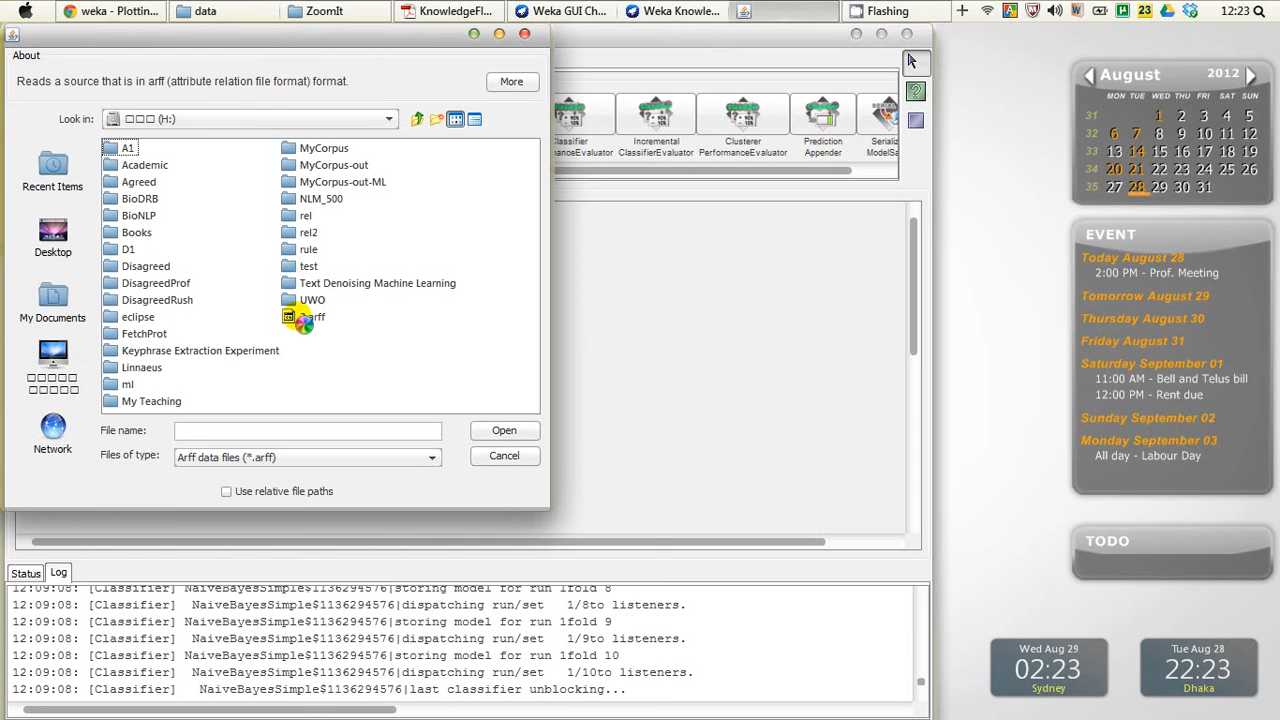 weka - Plottin...
data
ZoomIt
KnowledgeFl...
Weka GUI Ch...
Weka Knowle...
Flashing
23
12:23
About
Reads a source that is in arff (attribute relation file format) format.
More
Look in:
□□□ (H:)
Recent Items
Desktop
My Documents
□□□□□
□□□□□
Network
A1
Academic
Agreed
BioDRB
BioNLP
Books
D1
Disagreed
DisagreedProf
DisagreedRush
eclipse
FetchProt
Keyphrase Extraction Experiment
Linnaeus
ml
My Teaching
MyCorpus
MyCorpus-out
MyCorpus-out-ML
NLM_500
rel
rel2
rule
test
Text Denoising Machine Learning
UWO
File name:
Open
Files of type:
Arff data files (*.arff)
Cancel
Use relative file paths
Classifier
Incremental
ClassifierEvaluator
Clusterer
PerformanceEvaluator
Prediction
Appender
Status
Log
12:09:08: [Classifier] NaiveBayesSimple$1136294576|storing model for run 1fold 8
12:09:08: [Classifier] NaiveBayesSimple$1136294576|dispatching run/set 1/8to listeners.
12:09:08: [Classifier] NaiveBayesSimple$1136294576|storing model for run 1fold 9
12:09:08: [Classifier] NaiveBayesSimple$1136294576|dispatching run/set 1/9to listeners.
12:09:08: [Classifier] NaiveBayesSimple$1136294576|storing model for run 1fold 10
12:09:08: [Classifier] NaiveBayesSimple$1136294576|dispatching run/set 1/10to listeners.
12:09:08: [Classifier] NaiveBayesSimple$1136294576|last classifier unblocking...
August 2012
MON TUE WED THU FRI SAT SUN
31 1 2 3 4 5
32 6 7 8 9 10 11 12
33 13 14 15 16 17 18 19
34 20 21 22 23 24 25 26
35 27 28 29 30 31
EVENT
Today August 28
2:00 PM - Prof. Meeting
Tomorrow August 29
Thursday August 30
Friday August 31
Saturday September 01
11:00 AM - Bell and Telus bill
12:00 PM - Rent due
Sunday September 02
Monday September 03
All day - Labour Day
TODO
Wed Aug 29
02:23
Sydney
Tue Aug 28
22:23
Dhaka